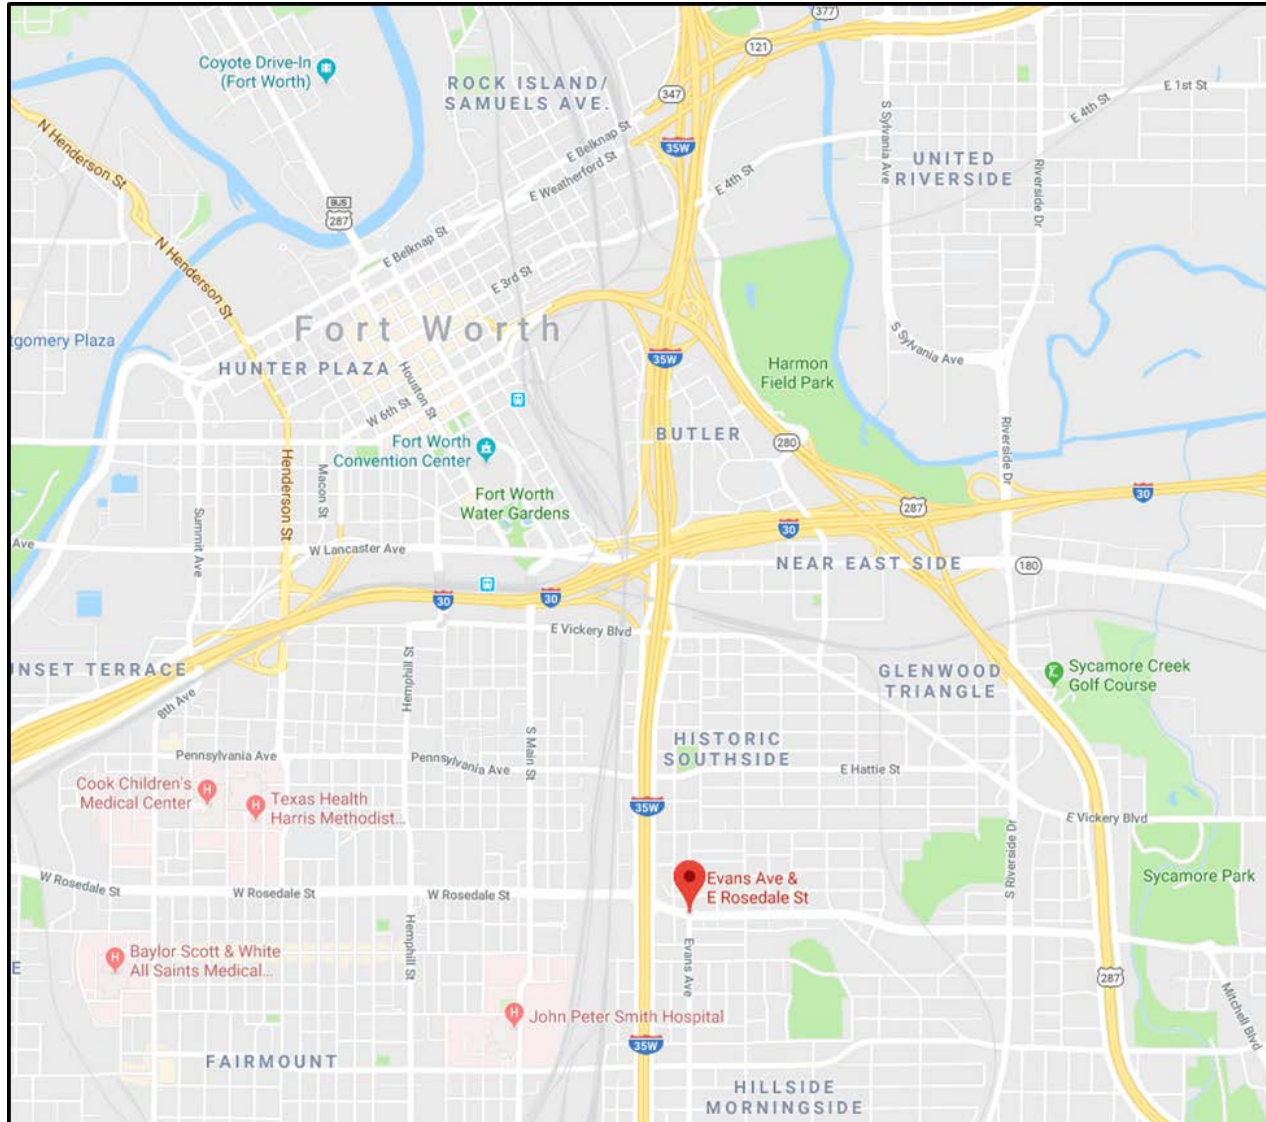 377
Coyote Drive-In
(Fort Worth)
121
ROCK ISLAND/
SAMUELS AVE.
347
E 1st St
E 4th St
S Sylvania Ave
N Henderson St
E Belknap St
35W
UNITED
RIVERSIDE
E Weatherford St
E 4th St
Riverside Dr
BUS
287
N Henderson St
E Belknap St
E 3rd St
Fort Worth
tgomery Plaza
S Sylvania Ave
HUNTER PLAZA
35W
Harmon
Field Park
Houston St
W 6th St
Fort Worth
Convention Center
BUTLER
280
Riverside Dr
Henderson St
Macon St
Fort Worth
Water Gardens
30
287
Summit Ave
30
Ave
W Lancaster Ave
NEAR EAST SIDE
180
30
30
E Vickery Blvd
UNSET TERRACE
Hemphill St
GLENWOOD
TRIANGLE
Sycamore Creek
Golf Course
8th Ave
S Main St
HISTORIC
SOUTHSIDE
Pennsylvania Ave
Pennsylvania Ave
E Hattie St
Cook Children's
Medical Center
H
H
Texas Health
Harris Methodist...
35W
E Vickery Blvd
S Riverside Dr
W Rosedale St
W Rosedale St
W Rosedale St
Evans Ave &
E Rosedale St
Sycamore Park
Hemphill St
Evans Ave
E
H
Baylor Scott & White
All Saints Medical...
287
Mitchell Blvd
H
John Peter Smith Hospital
35W
FAIRMOUNT
HILLSIDE
MORNINGSIDE